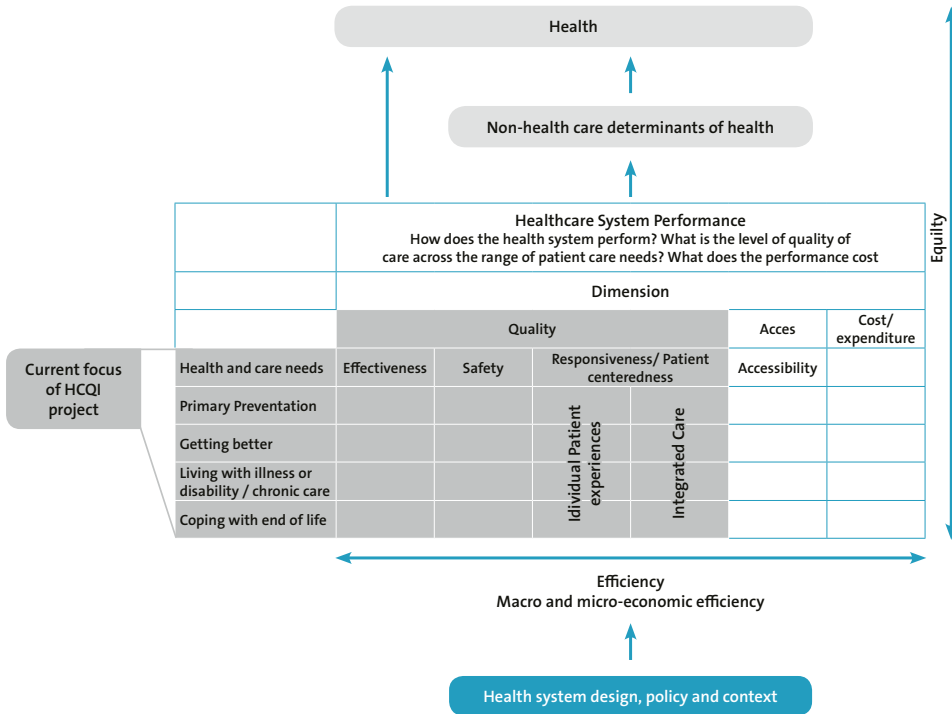 Health
Non-health care determinants of health
Healthcare System Performance
How does the health system perform? What is the level of quality of
care across the range of patient care needs? What does the performance cost
Dimension
Quality
Acces
Cost/
expenditure
Current focus
of HCQI
project
Health and care needs
Effectiveness
Safety
Responsiveness/ Patient
centeredness
Accessibility
Primary Preventation
Getting better
Living with illness or
disability / chronic care
Coping with end of life
Idividual Patient
experiences
Integrated Care
Equilty
Efficiency
Macro and micro-economic efficiency
Health system design, policy and context